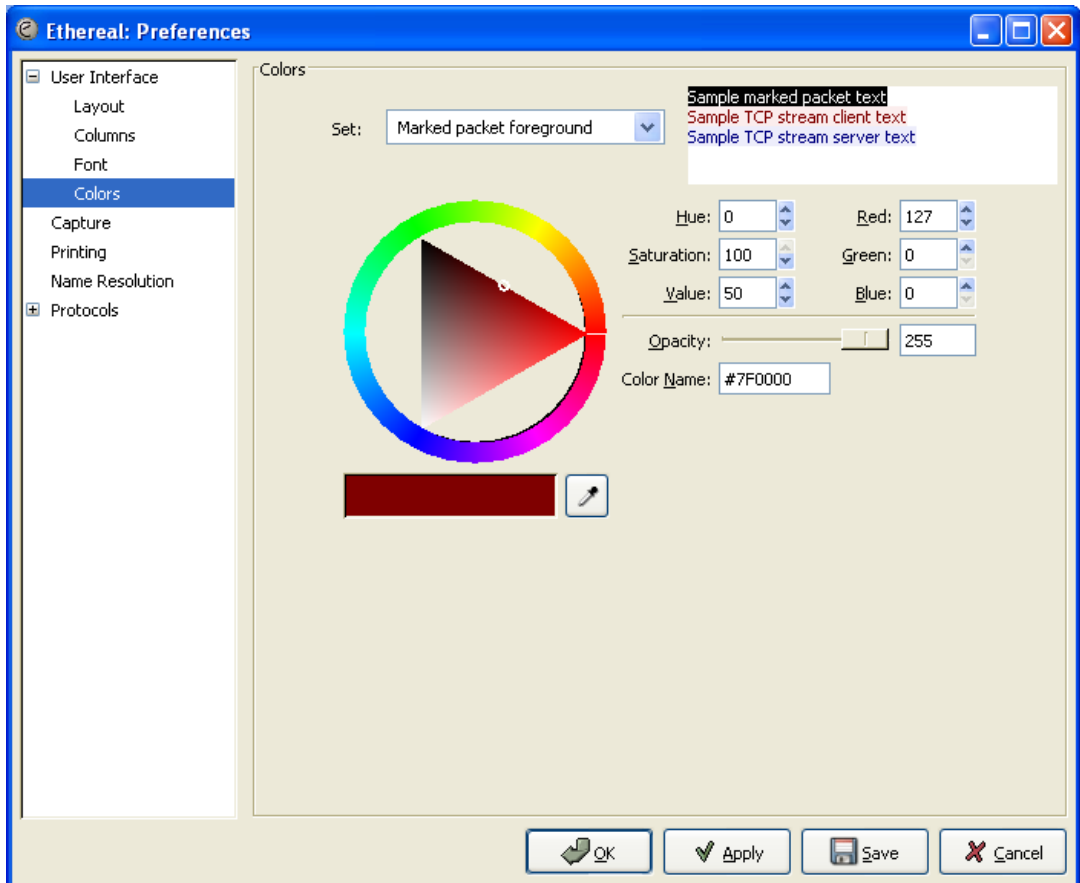 Ethereal: Preferences
User Interface
Layout
Columns
Font
Colors
Capture
Printing
Name Resolution
Protocols
Colors
Set: Marked packet foreground
Sample marked packet text
Sample TCP stream client text
Sample TCP stream server text
Hue: 0 Red: 127
Saturation: 100 Green: 0
Value: 50 Blue: 0
Opacity: 255
Color Name: #7F0000
OK Apply Save Cancel